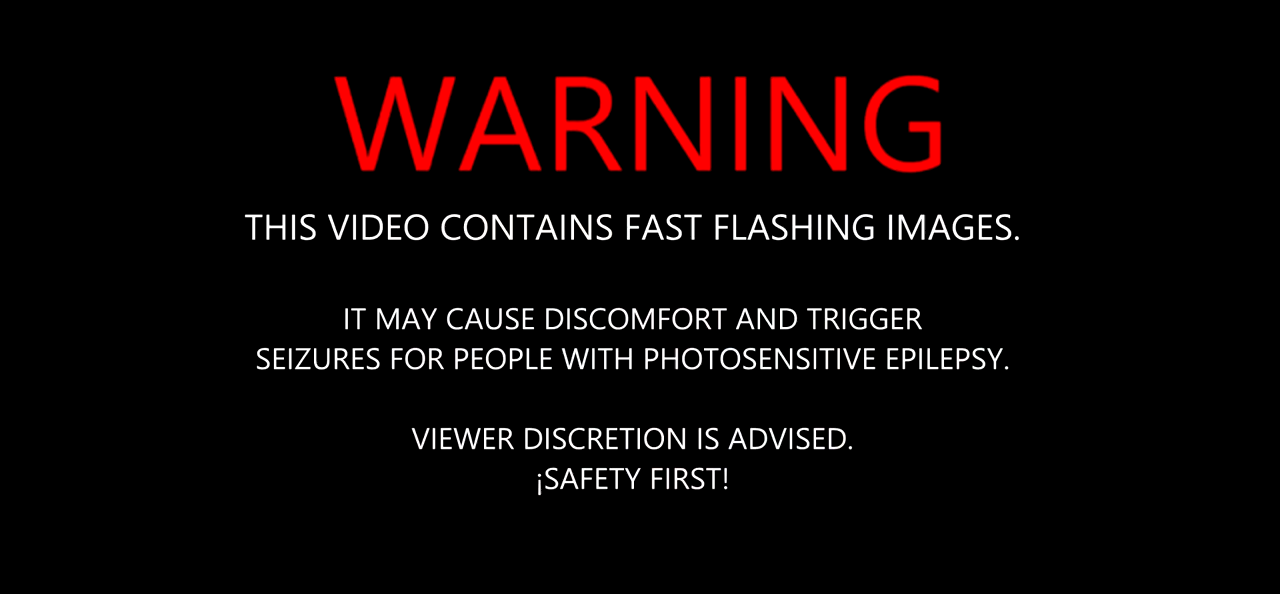 WARNING
THIS VIDEO CONTAINS FAST FLASHING IMAGES.
IT MAY CAUSE DISCOMFORT AND TRIGGER
SEIZURES FOR PEOPLE WITH PHOTOSENSITIVE EPILEPSY.
VIEWER DISCRETION IS ADVISED.
¡SAFETY FIRST!